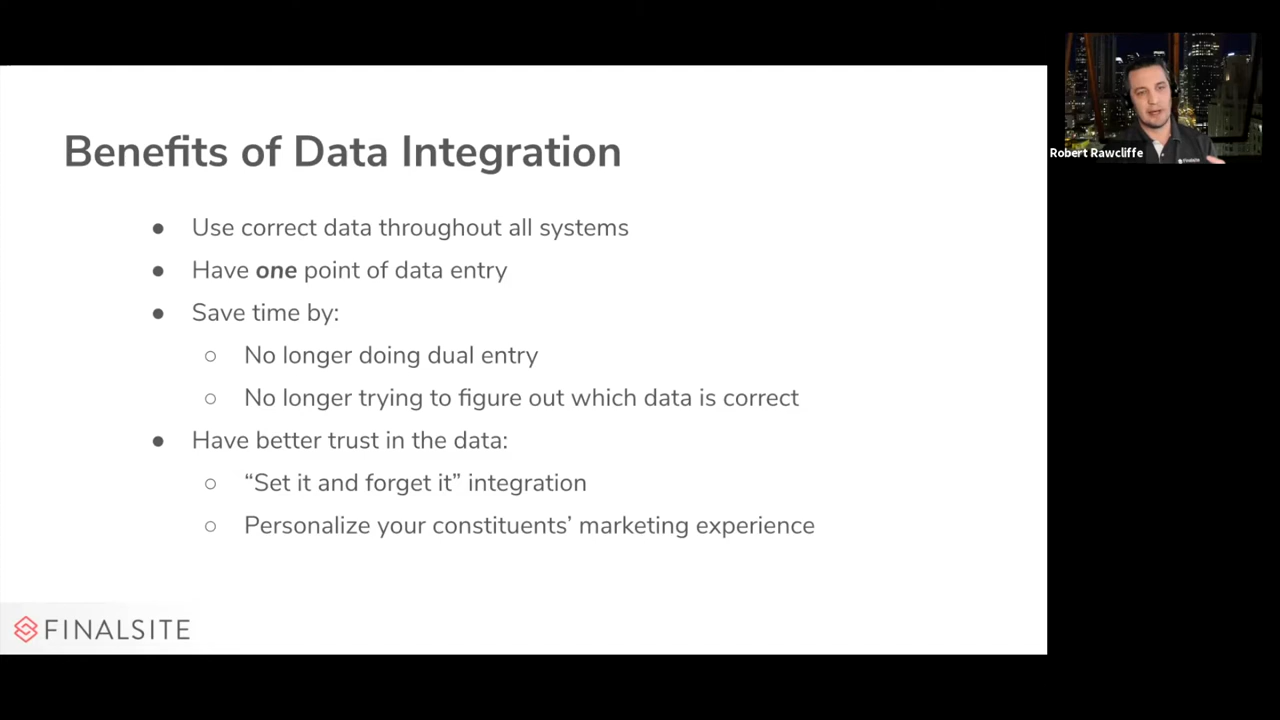 Benefits of Data Integration
● Use correct data throughout all systems
● Have one point of data entry
● Save time by:
○ No longer doing dual entry
○ No longer trying to figure out which data is correct
● Have better trust in the data:
○ “Set it and forget it” integration
○ Personalize your constituents’ marketing experience
FINALSITE
Robert Rawcliffe
Finalsite